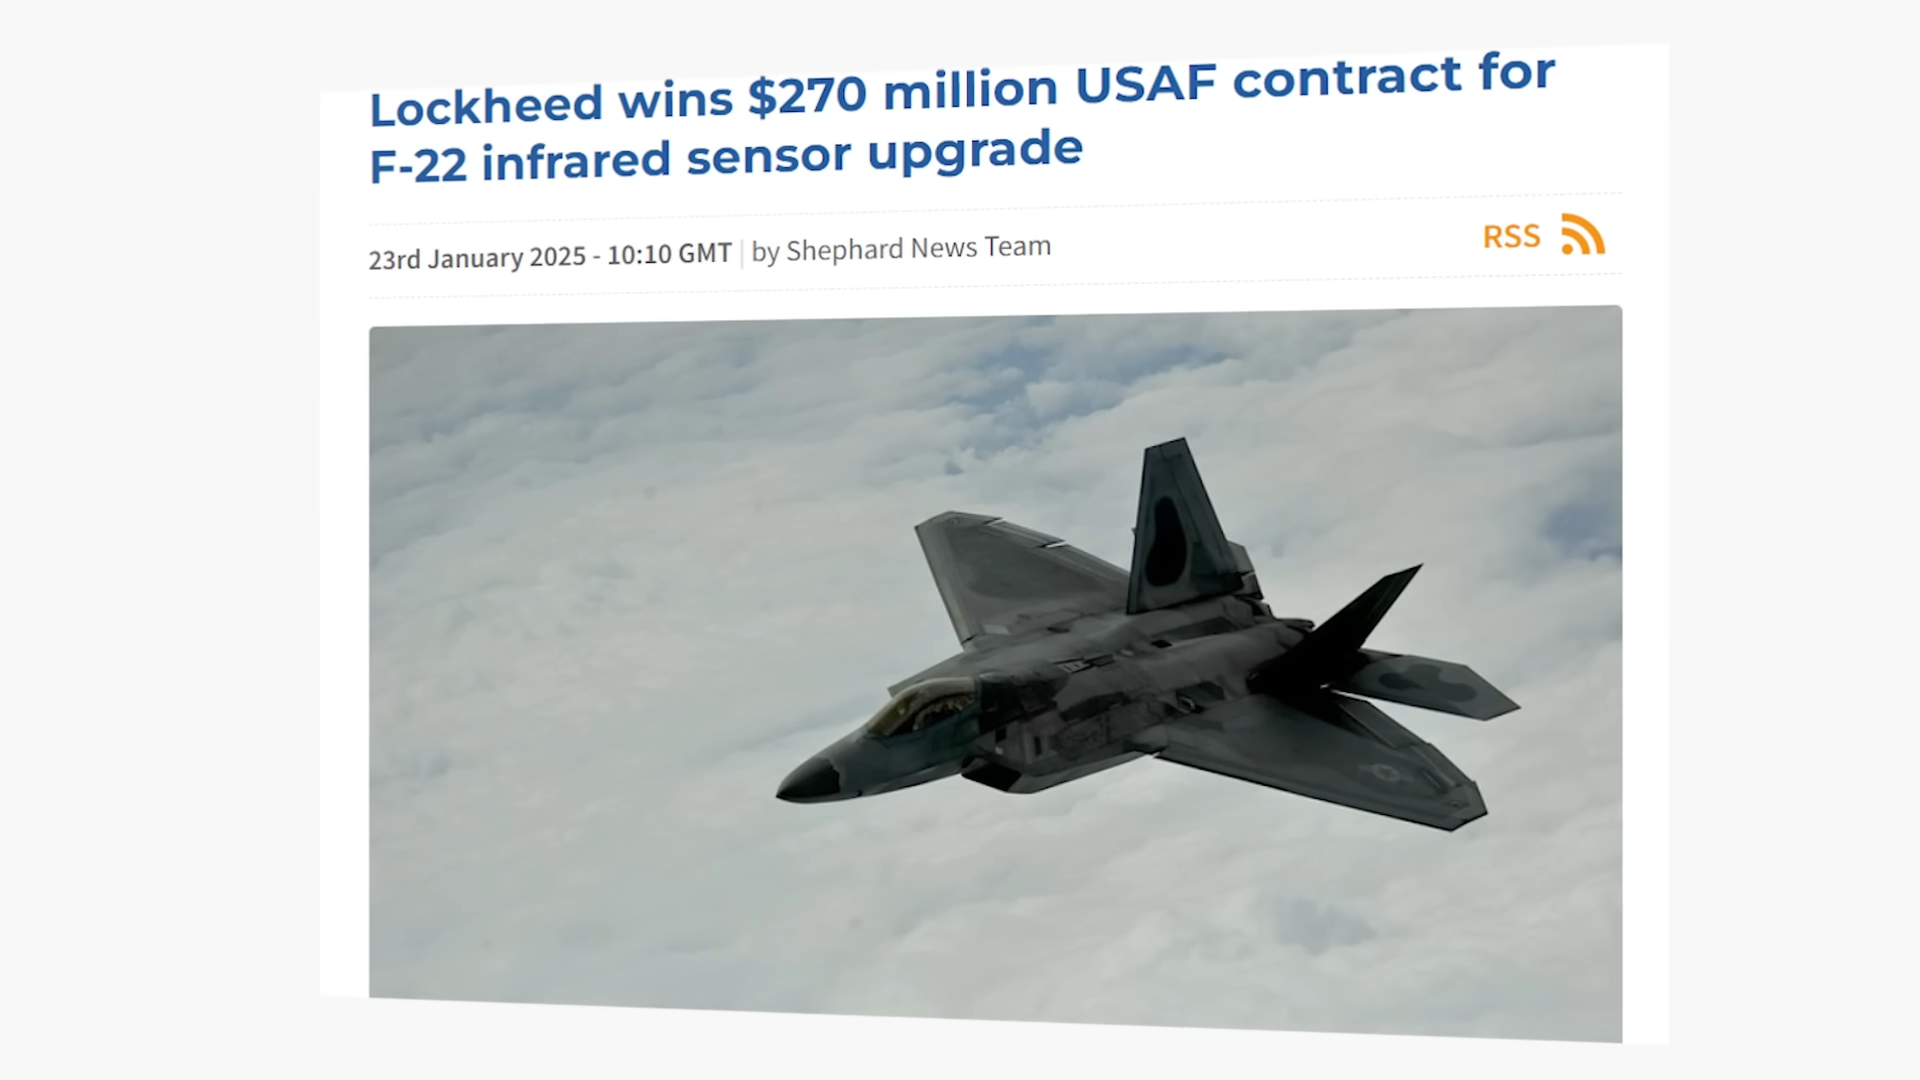 Lockheed wins $270 million USAF contract for
F-22 infrared sensor upgrade
23rd January 2025 - 10:10 GMT | by Shephard News Team
RSS